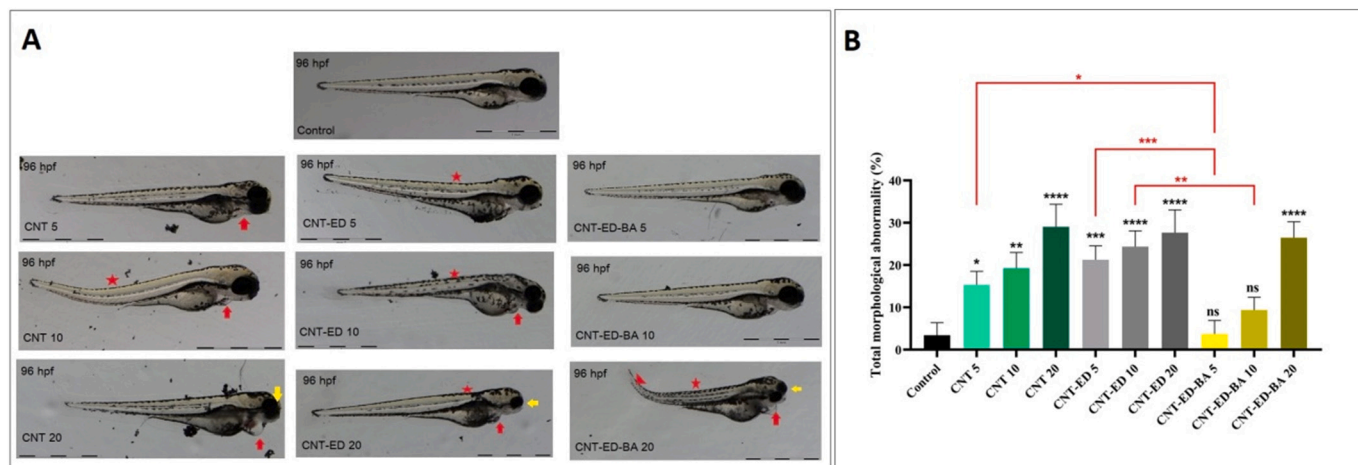 A
96 hpf
Control
96 hpf
CNT 5
96 hpf
CNT-ED 5
96 hpf
CNT-ED-BA 5
96 hpf
CNT 10
96 hpf
CNT-ED 10
96 hpf
CNT-ED-BA 10
96 hpf
CNT 20
96 hpf
CNT-ED 20
96 hpf
CNT-ED-BA 20
B
Total morphological abnormality (%)
40
30
20
10
0
*
***
**
*
**
****
***
****
****
ns
ns
****
Control
CNT 5
CNT 10
CNT 20
CNT-ED 5
CNT-ED 10
CNT-ED 20
CNT-ED-BA 5
CNT-ED-BA 10
CNT-ED-BA 20